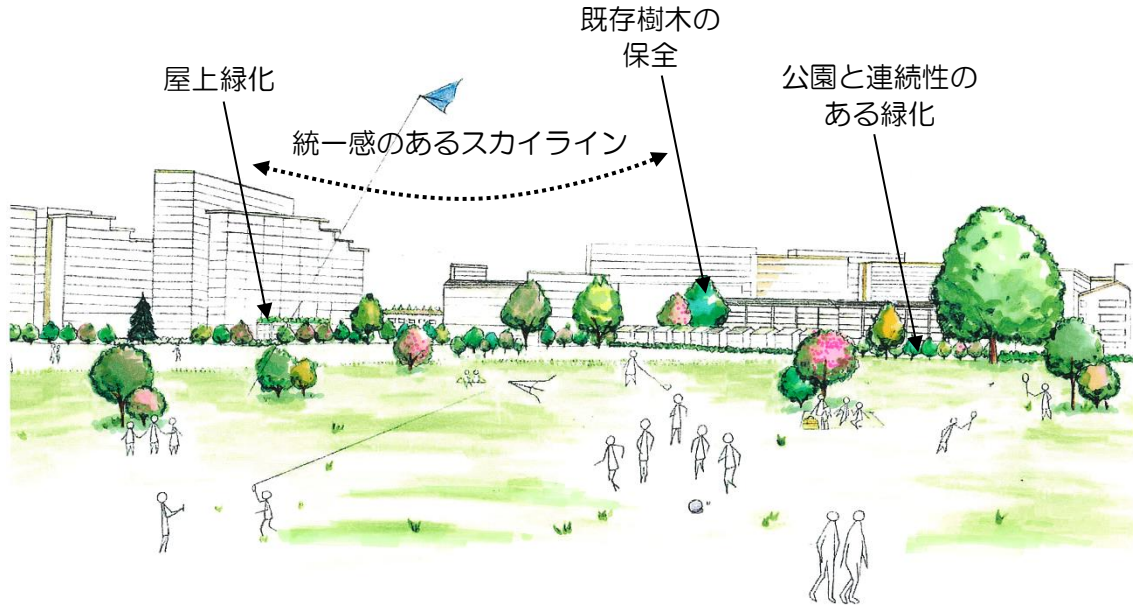 既存樹木の
保全
屋上緑化
公園と連続性の
ある緑化
統一感のあるスカイライン